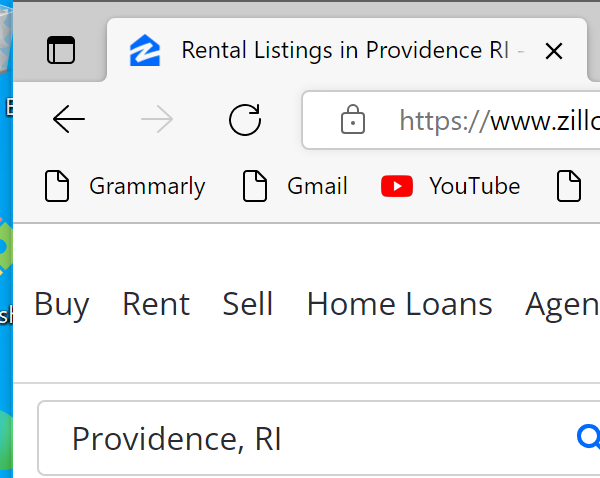 Rental Listings in Providence RI -
https://www.zillo
Grammarly Gmail YouTube
Buy Rent Sell Home Loans Agen
Providence, RI